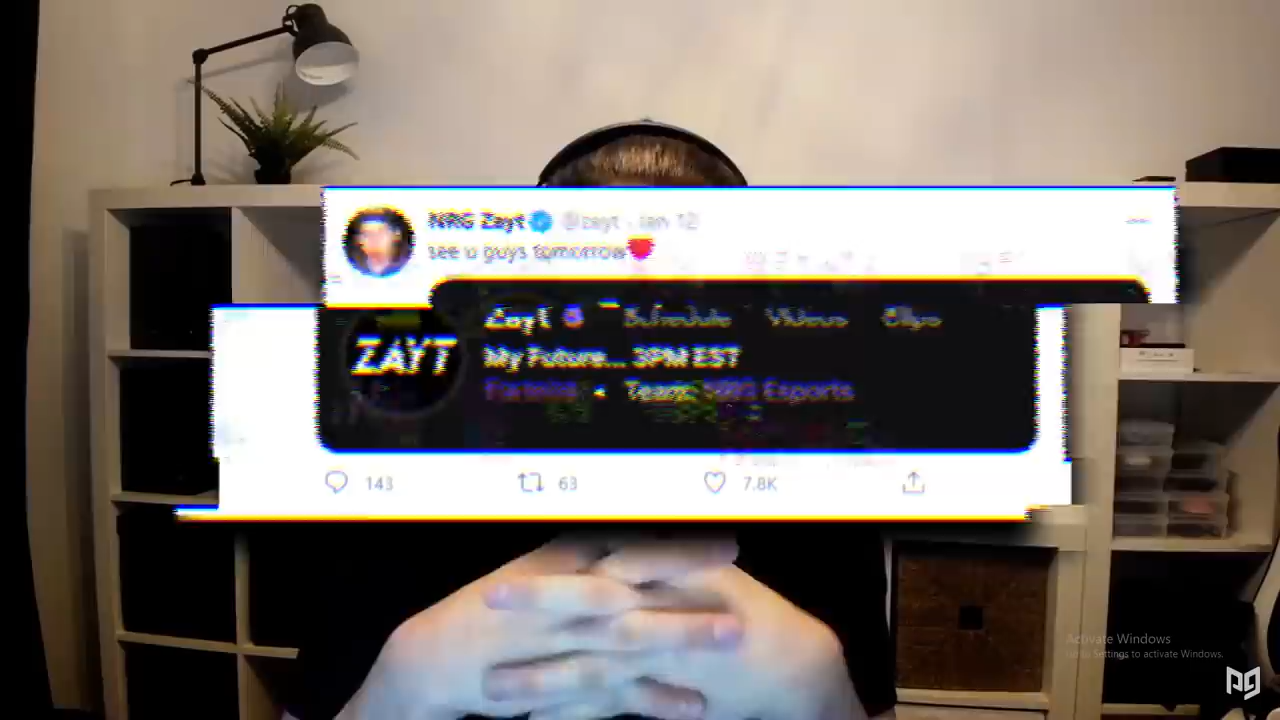 NRG Zayt @zayt · Jan 12
see u guys tomorrow
Zayt Schedule Videos Clips
ZAYT
My Future... 3PM EST
Fortnite • Team: NRG Esports
143 63 7.8K
Activate Windows
Go to Settings to activate Windows.